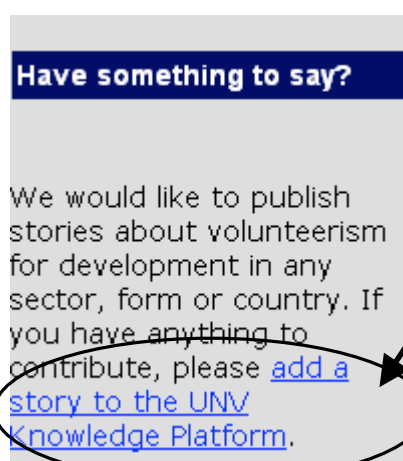 Have something to say?
We would like to publish
stories about volunteerism
for development in any
sector, form or country. If
you have anything to
contribute, please add a
story to the UNV
Knowledge Platform.